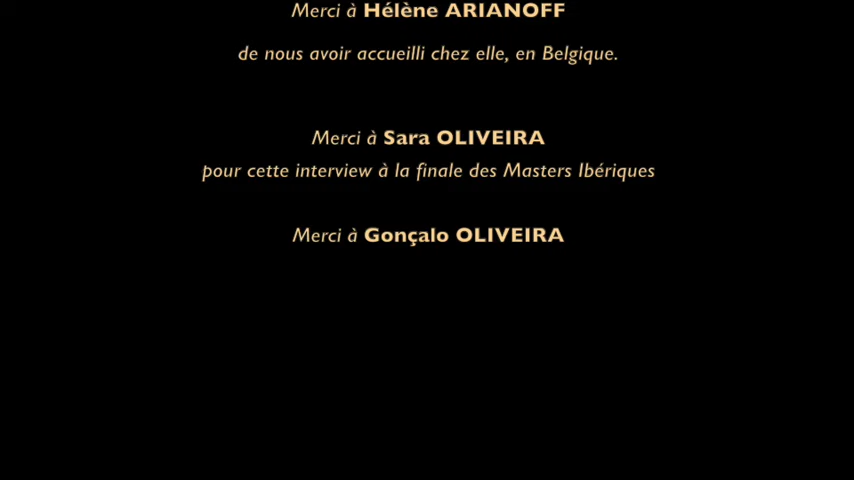 Merci à Hélène ARIANOFF
de nous avoir accueilli chez elle, en Belgique.
Merci à Sara OLIVEIRA
pour cette interview à la finale des Masters Ibériques
Merci à Gonçalo OLIVEIRA